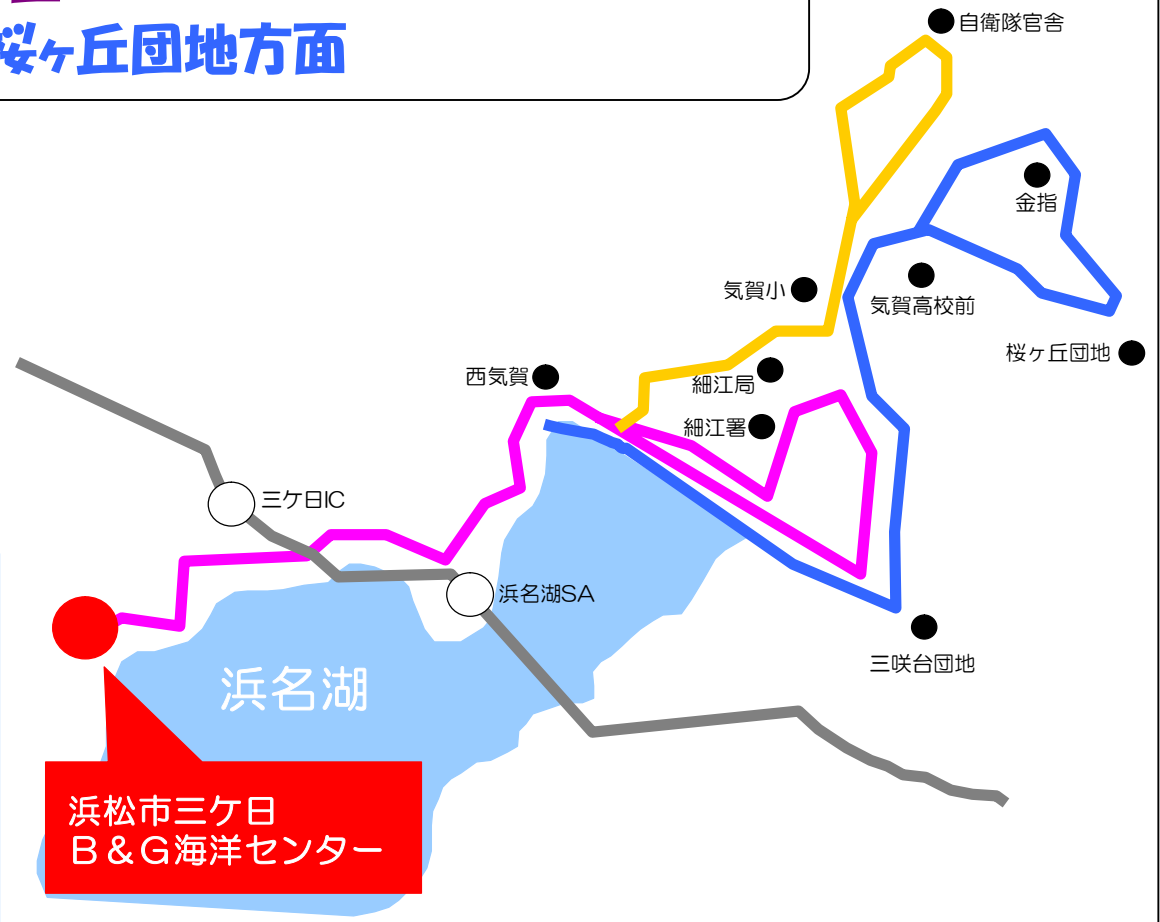 桜ヶ丘団地方面
自衛隊官舎
金指
気賀小
気賀高校前
桜ヶ丘団地
西気賀
細江局
細江署
三ケ日IC
浜名湖SA
三咲台団地
浜名湖
浜松市三ケ日
B&G海洋センター